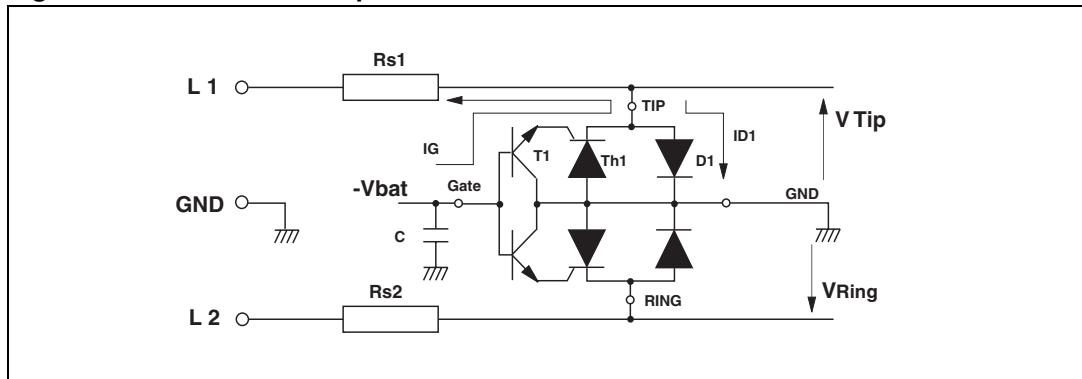 Rs1
L 1
TIP
V Tip
IG
T1
Th1
D1
ID1
-Vbat
Gate
GND
GND
C
VRing
RING
Rs2
L 2